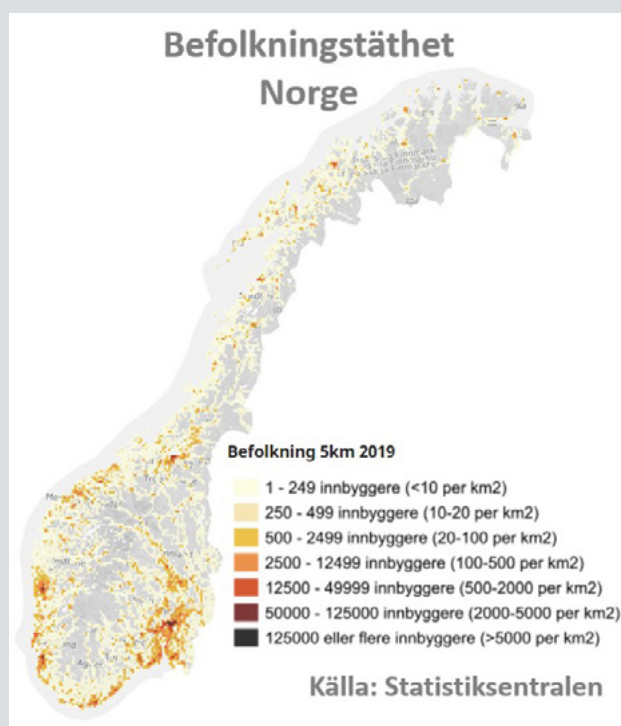 Befolkningstäthet
Norge
Befolkning 5km 2019
1 - 249 innbyggere (<10 per km2)
250 - 499 innbyggere (10-20 per km2)
500 - 2499 innbyggere (20-100 per km2)
2500 - 12499 innbyggere (100-500 per km2)
12500 - 49999 innbyggere (500-2000 per km2)
50000 - 125000 innbyggere (2000-5000 per km2)
125000 eller flere innbyggere (>5000 per km2)
Källa: Statistiksentralen